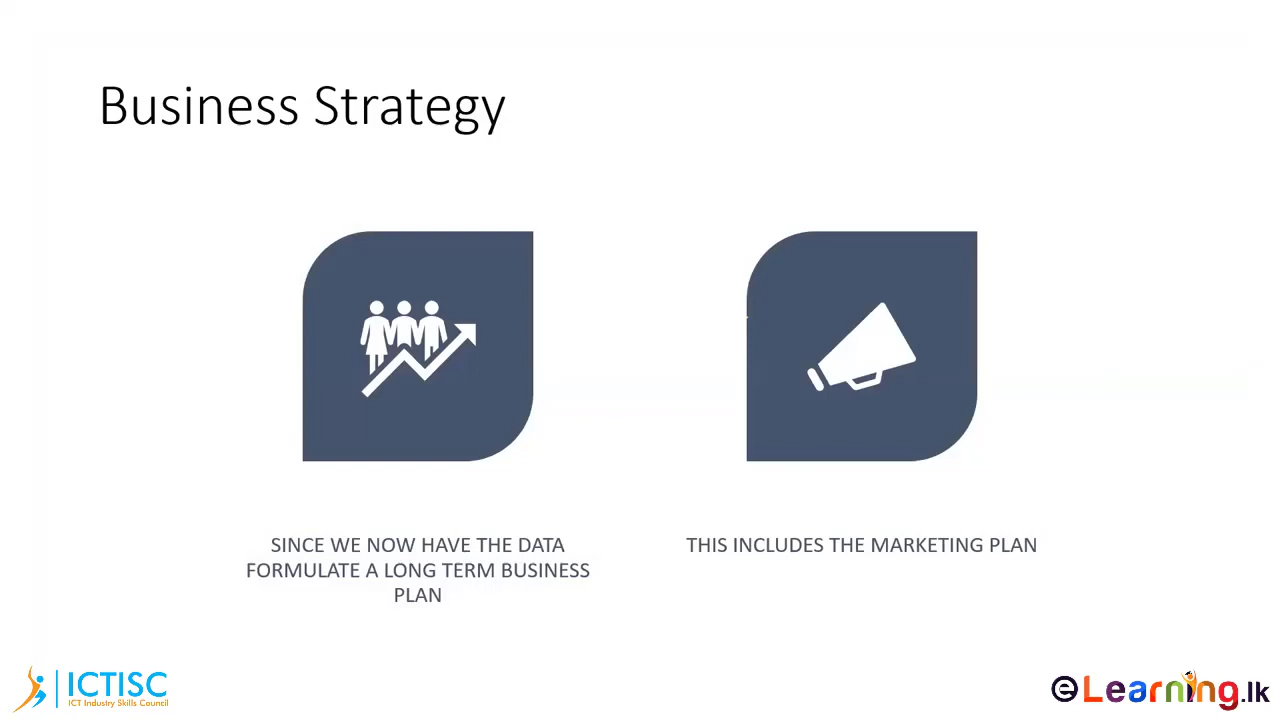 Business Strategy
SINCE WE NOW HAVE THE DATA
FORMULATE A LONG TERM BUSINESS
PLAN
THIS INCLUDES THE MARKETING PLAN
ICTISC
ICT Industry Skills Council
eLearning.lk